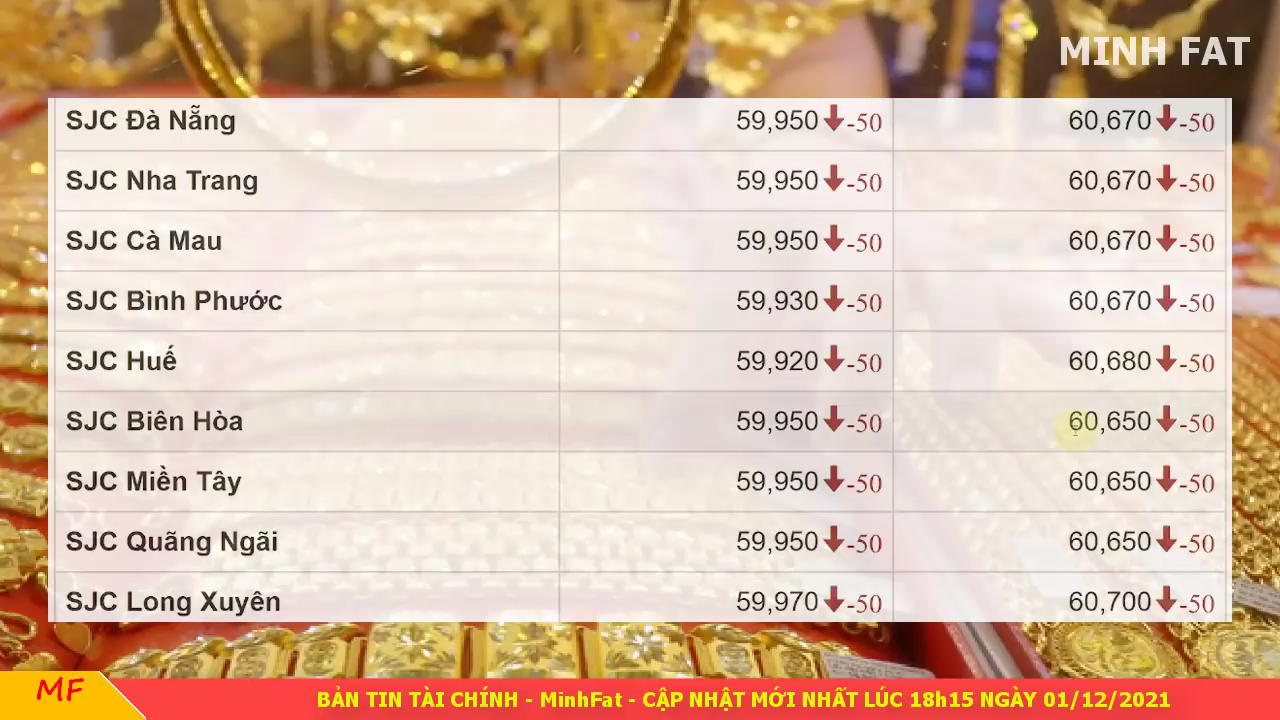 MINH FAT
SJC Đà Nẵng 59,950 -50 60,670 -50
SJC Nha Trang 59,950 -50 60,670 -50
SJC Cà Mau 59,950 -50 60,670 -50
SJC Bình Phước 59,930 -50 60,670 -50
SJC Huế 59,920 -50 60,680 -50
SJC Biên Hòa 59,950 -50 60,650 -50
SJC Miền Tây 59,950 -50 60,650 -50
SJC Quãng Ngãi 59,950 -50 60,650 -50
SJC Long Xuyên 59,970 -50 60,700 -50
MF BẢN TIN TÀI CHÍNH - MinhFat - CẬP NHẬT MỚI NHẤT LÚC 18h15 NGÀY 01/12/2021